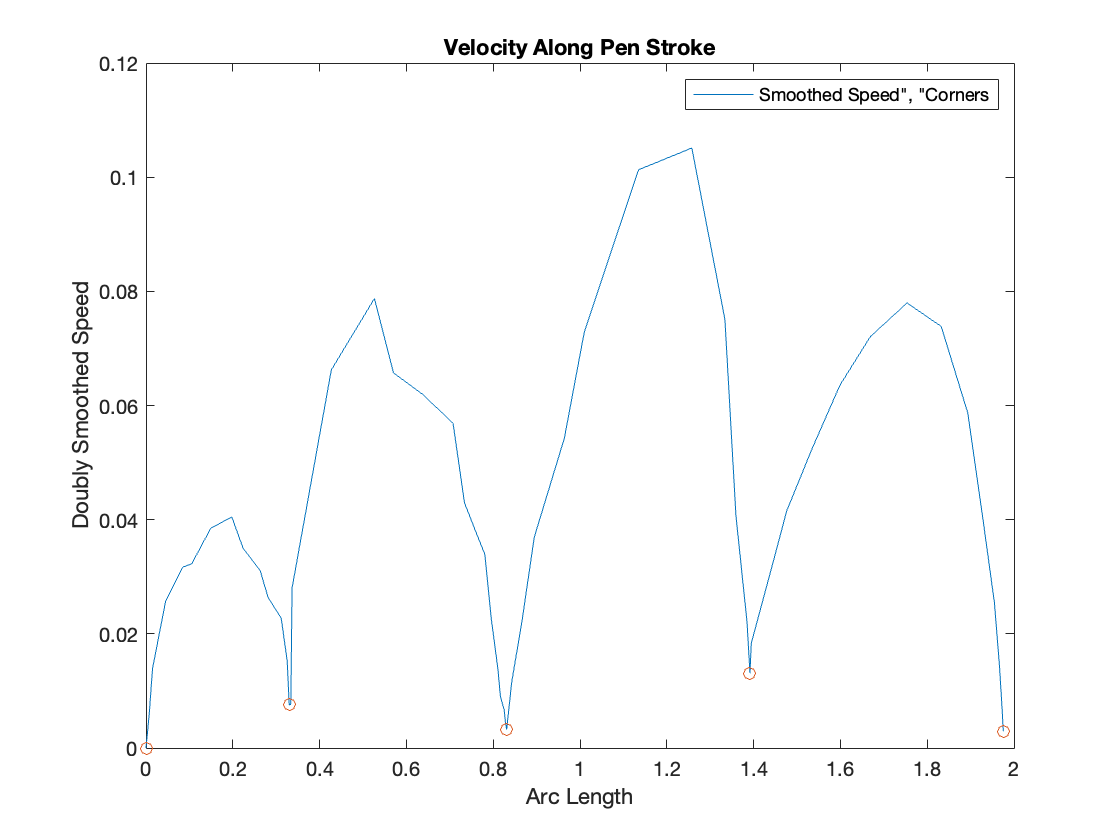 Velocity Along Pen Stroke
Smoothed Speed", "Corners
0.12
0.1
0.08
0.06
0.04
0.02
0
Doubly Smoothed Speed
0 0.2 0.4 0.6 0.8 1 1.2 1.4 1.6 1.8 2
Arc Length